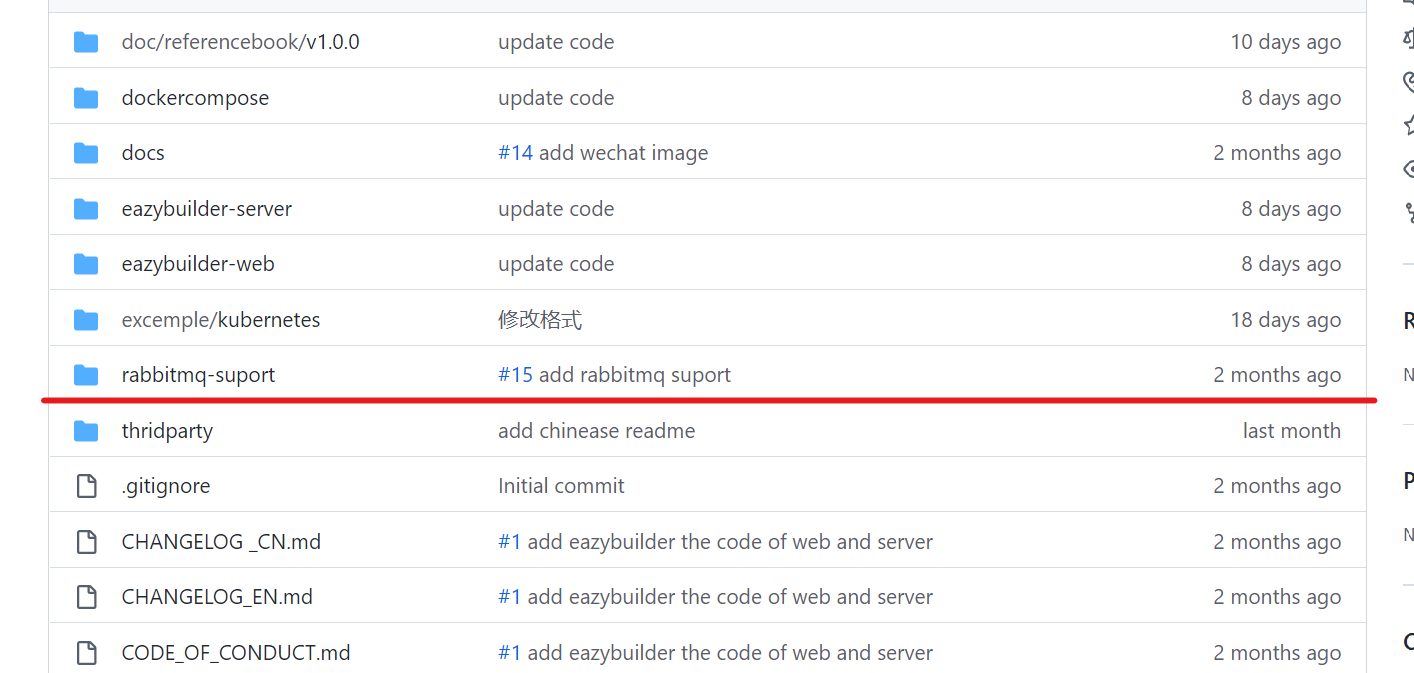 doc/referencebook/v1.0.0 update code 10 days ago
dockercompose update code 8 days ago
docs #14 add wechat image 2 months ago
eazybuilder-server update code 8 days ago
eazybuilder-web update code 8 days ago
excemple/kubernetes 修改格式 18 days ago
rabbitmq-suport #15 add rabbitmq suport 2 months ago
thridparty add chinease readme last month
.gitignore Initial commit 2 months ago
CHANGELOG _CN.md #1 add eazybuilder the code of web and server 2 months ago
CHANGELOG_EN.md #1 add eazybuilder the code of web and server 2 months ago
CODE_OF_CONDUCT.md #1 add eazybuilder the code of web and server 2 months ago